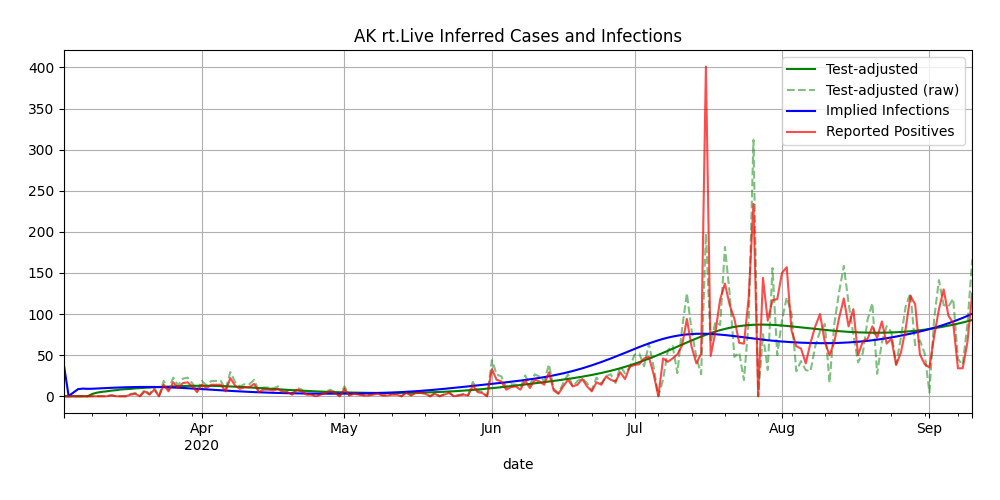 AK rt.Live Inferred Cases and Infections
Test-adjusted
Test-adjusted (raw)
Implied Infections
Reported Positives
400
350
300
250
200
150
100
50
0
Apr
2020
May
Jun
Jul
Aug
Sep
date